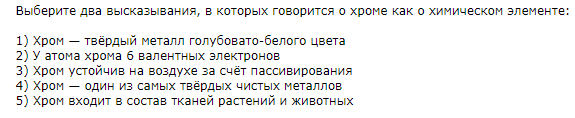 Выберите два высказывания, в которых говорится о хроме как о химическом элементе:
1) Хром — твёрдый металл голубовато-белого цвета
2) У атома хрома 6 валентных электронов
3) Хром устойчив на воздухе за счёт пассивирования
4) Хром — один из самых твёрдых чистых металлов
5) Хром входит в состав тканей растений и животных